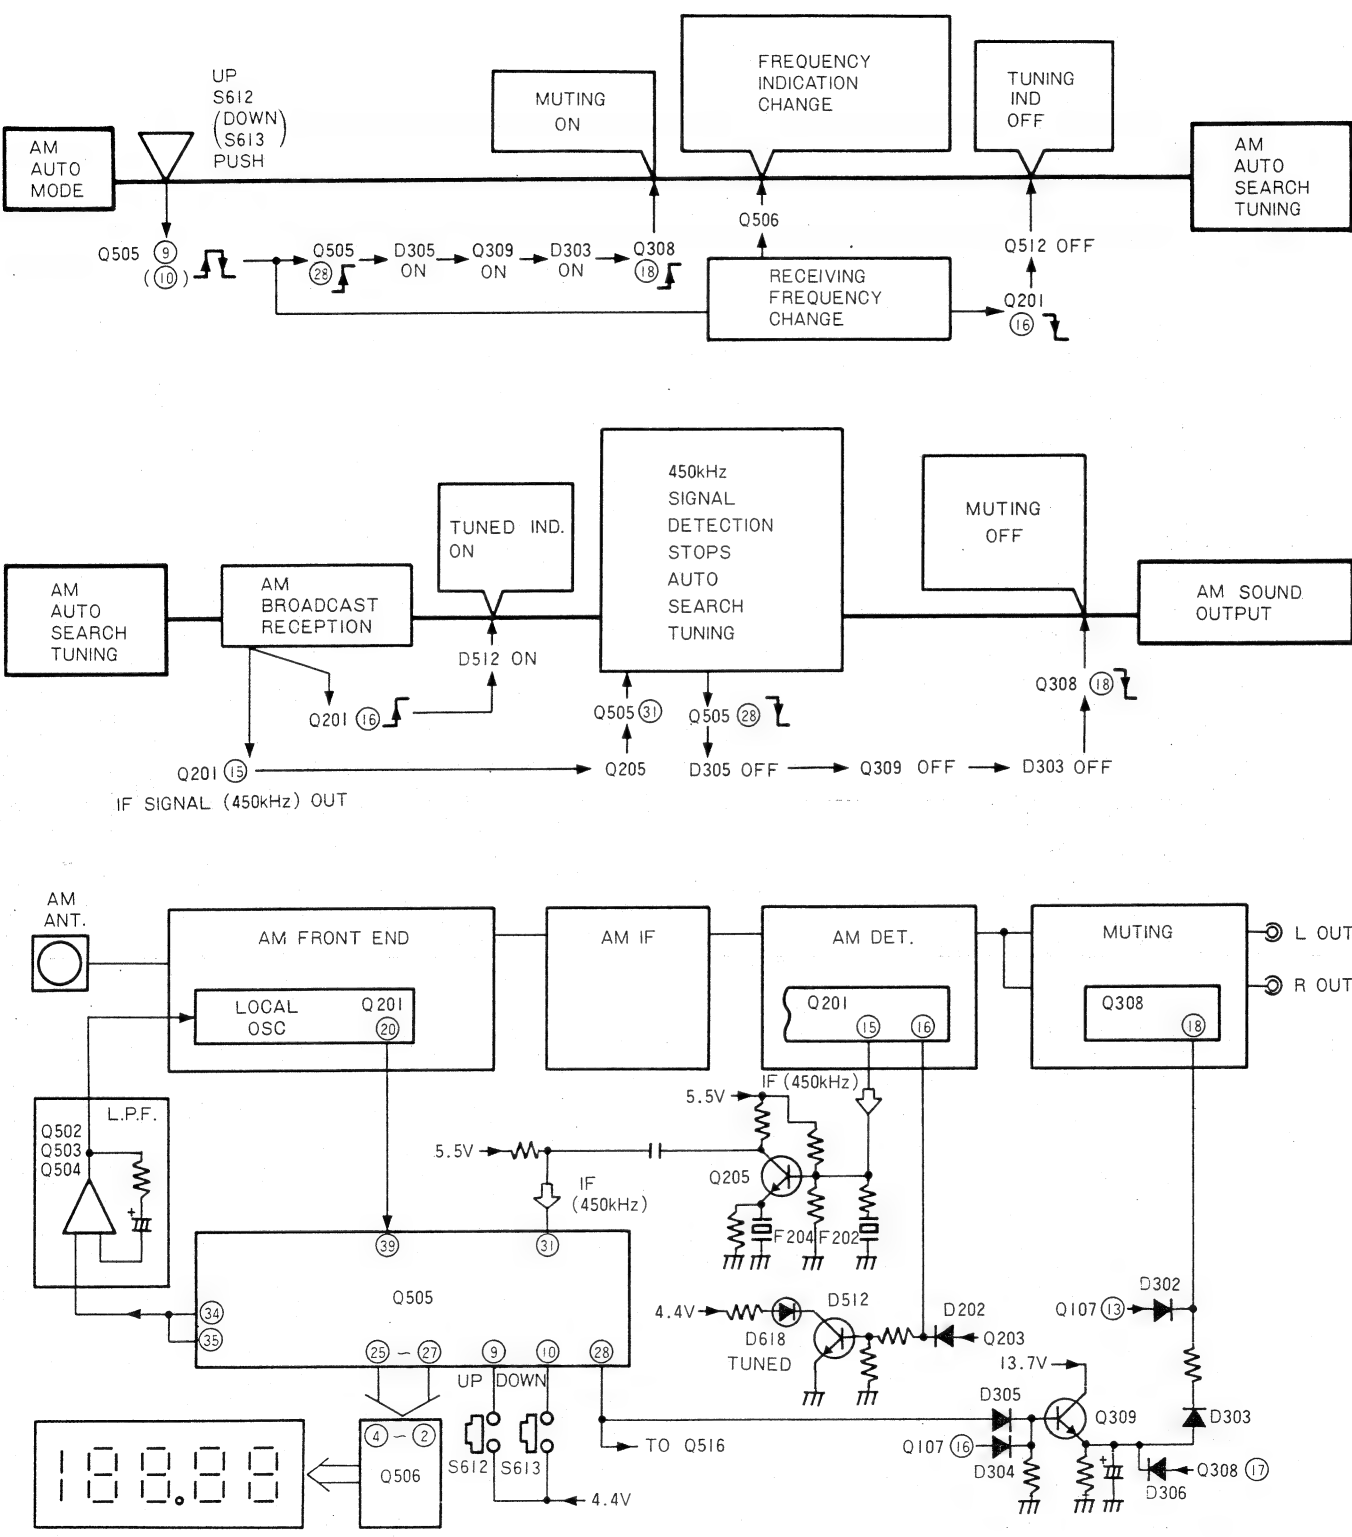 AM
AUTO
MODE
UP
S612
(DOWN)
(S613)
PUSH
MUTING
ON
FREQUENCY
INDICATION
CHANGE
TUNING
IND
OFF
AM
AUTO
SEARCH
TUNING
Q505 ⑨
(⑩)
Q505
㉘
D305
ON
Q309
ON
D303
ON
Q308
⑱
Q506
RECEIVING
FREQUENCY
CHANGE
Q512 OFF
Q201
⑯
AM
AUTO
SEARCH
TUNING
AM
BROADCAST
RECEPTION
TUNED IND.
ON
450kHz
SIGNAL
DETECTION
STOPS
AUTO
SEARCH
TUNING
MUTING
OFF
AM SOUND
OUTPUT
D512 ON
Q201 ⑯
Q201 ⑮
IF SIGNAL (450kHz) OUT
Q505 ㉛
Q205
Q505 ㉘
D305 OFF
Q309 OFF
D303 OFF
Q308 ⑱
AM
ANT.
AM FRONT END
LOCAL
OSC
Q201
⑳
AM IF
AM DET.
Q201
⑮ ⑯
MUTING
Q308
⑱
L OUT
R OUT
L.P.F.
Q502
Q503
Q504
+
5.5V
IF (450kHz)
5.5V
Q205
IF
(450kHz)
F204
F202
㊴
㉛
Q505
㉞
㉟
㉕ ~ ㉗
⑨
⑩
㉘
UP DOWN
4.4V
D512
D618
TUNED
D202
Q203
D302
Q107 ⑬
13.7V
D305
Q309
D303
Q107 ⑯
D304
+
D306
Q308 ⑰
TO Q516
S612 S613
4.4V
④ ~ ②
Q506
188.88